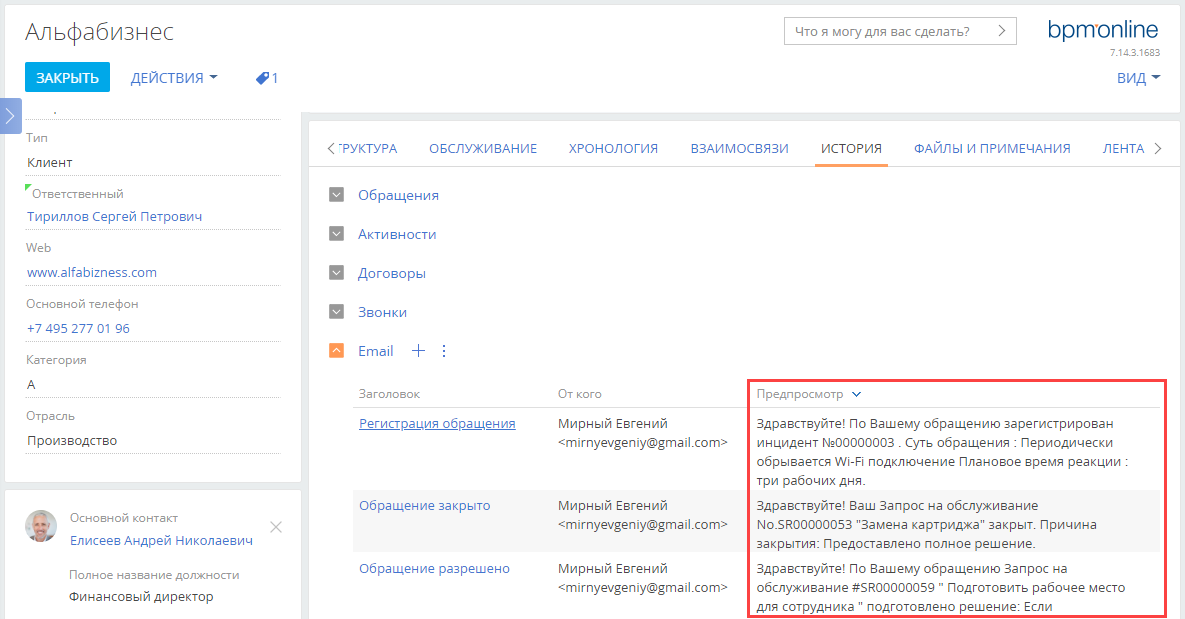 Альфабизнес
Что я могу для вас сделать?
bpm'online
7.14.3.1683
ЗАКРЫТЬ
ДЕЙСТВИЯ
1
ВИД
Тип
Клиент
Ответственный
Тириллов Сергей Петрович
Web
www.alfabizness.com
Основной телефон
+7 495 277 01 96
Категория
A
Отрасль
Производство
Основной контакт
Елисеев Андрей Николаевич
Полное название должности
Финансовый директор
ТРУКТУРА ОБСЛУЖИВАНИЕ ХРОНОЛОГИЯ ВЗАИМОСВЯЗИ ИСТОРИЯ ФАЙЛЫ И ПРИМЕЧАНИЯ ЛЕНТА
Обращения
Активности
Договоры
Звонки
Email
Заголовок От кого Предпросмотр
Регистрация обращения
Мирный Евгений
<mirnyevgeniy@gmail.com>
Здравствуйте! По Вашему обращению зарегистрирован
инцидент №00000003 . Суть обращения : Периодически
обрывается Wi-Fi подключение Плановое время реакции :
три рабочих дня.
Обращение закрыто
Мирный Евгений
<mirnyevgeniy@gmail.com>
Здравствуйте! Ваш Запрос на обслуживание
No.SR00000053 "Замена картриджа" закрыт. Причина
закрытия: Предоставлено полное решение.
Обращение разрешено
Мирный Евгений
<mirnyevgeniy@gmail.com>
Здравствуйте! По Вашему обращению Запрос на
обслуживание #SR00000059 " Подготовить рабочее место
для сотрудника " подготовлено решение: Если